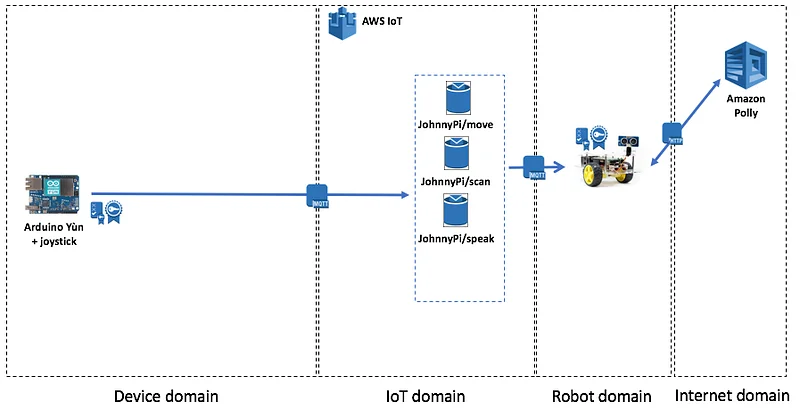 AWS IoT
JohnnyPi/move
JohnnyPi/scan
JohnnyPi/speak
MQTT
MQTT
HTTP
Amazon
Polly
Arduino Yùn
+ joystick
Device domain
IoT domain
Robot domain
Internet domain